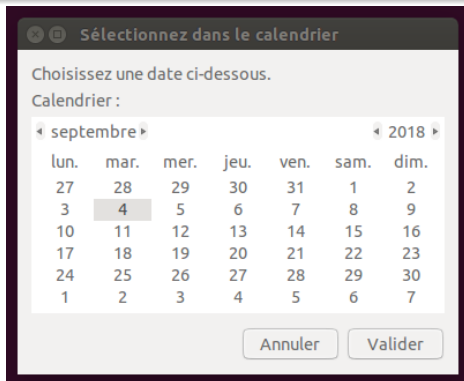 Sélectionnez dans le calendrier
Choisissez une date ci-dessous.
Calendrier :
septembre 2018
lun. mar. mer. jeu. ven. sam. dim.
27 28 29 30 31 1 2
3 4 5 6 7 8 9
10 11 12 13 14 15 16
17 18 19 20 21 22 23
24 25 26 27 28 29 30
1 2 3 4 5 6 7
Annuler Valider